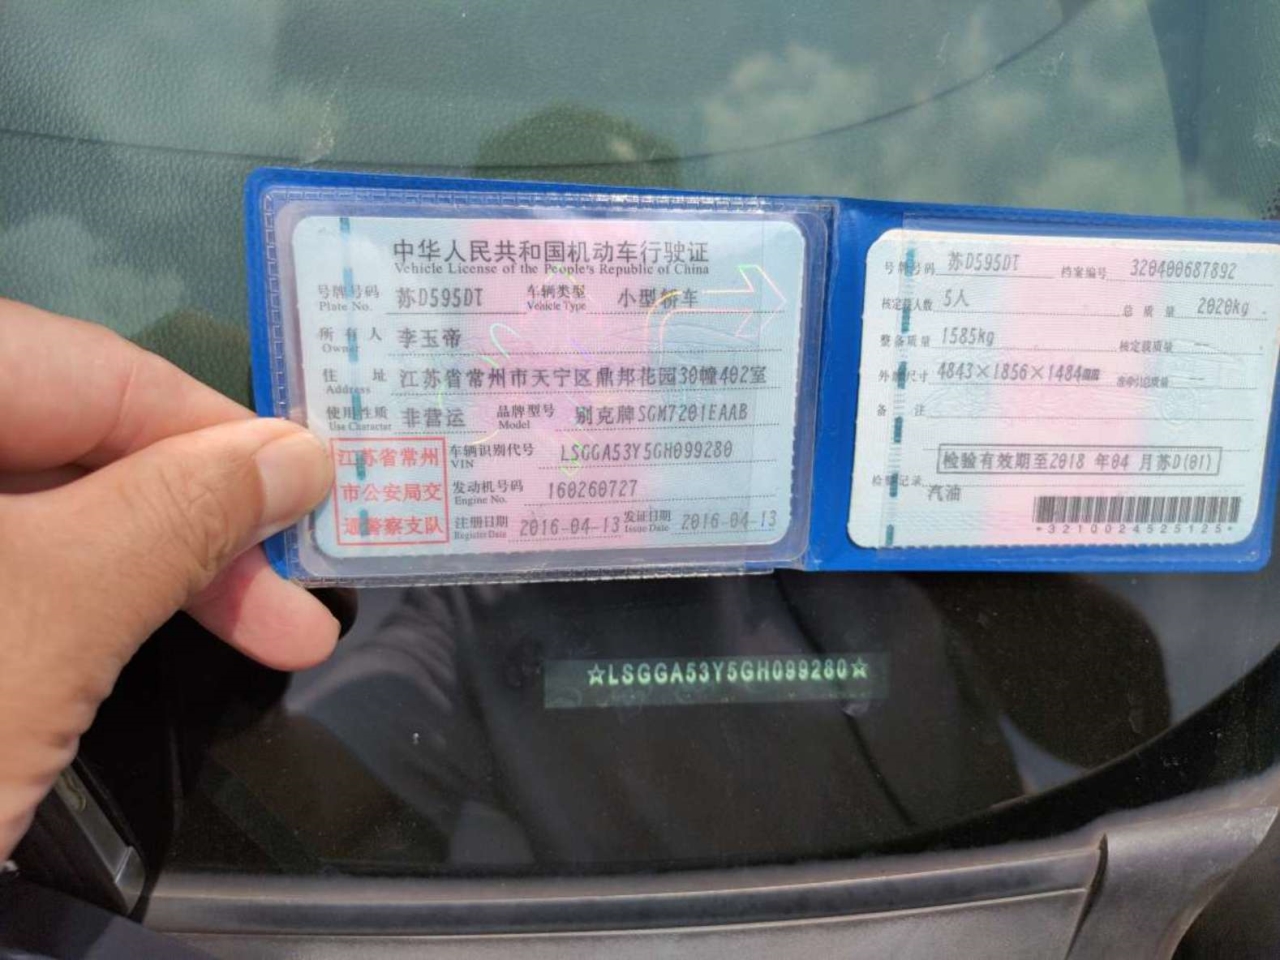 中华人民共和国机动车行驶证
Vehicle License of the People's Republic of China
号牌号码 苏D595DT 车辆类型 小型轿车
Plate No. Vehicle Type
所有人 李玉帝
Owner
住址 江苏省常州市天宁区鼎邦花园30幢402室
Address
使用性质 非营运 品牌型号 别克牌SGM7201EAAB
Use Character Model
江苏省常州
市公安局交
通警察支队
车辆识别代号 LSGGA53Y5GH099280
VIN
发动机号码 160260727
Engine No.
注册日期 2016-04-13 发证日期 2016-04-13
Register Date Issue Date
号牌号码 苏D595DT 档案编号 320400687892
核定载人数 5人 总质量 2020kg
整备质量 1585kg 核定载质量 --
外廓尺寸 4843×1856×1484 --
备注
检验有效期至2018 年04 月苏D(01)
检验记录 汽油
*3210024525125*
☆LSGGA53Y5GH099280☆